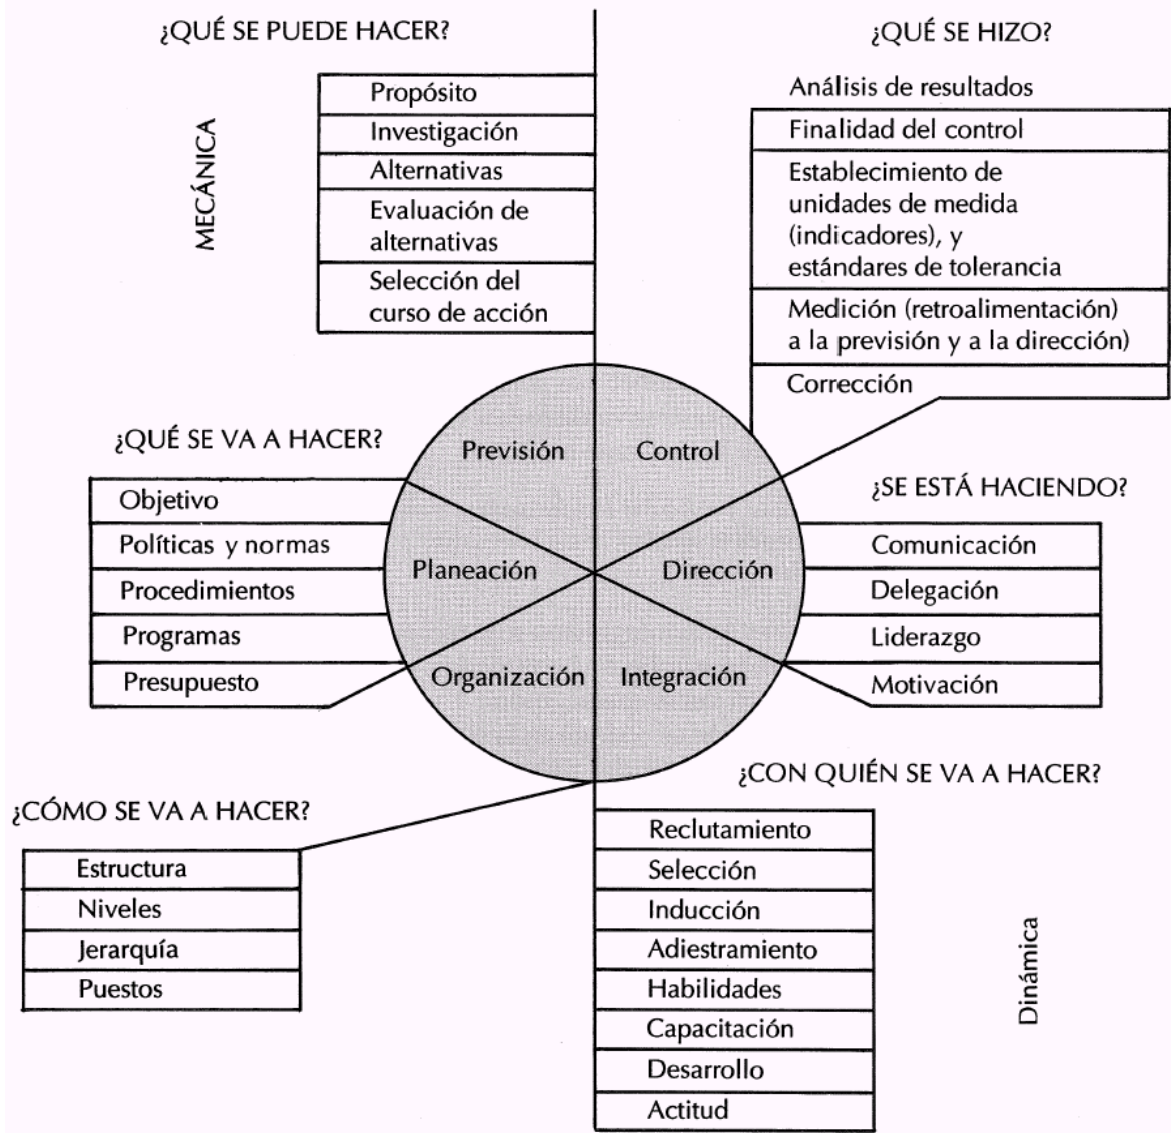 ¿QUÉ SE PUEDE HACER?
MECÁNICA
Propósito
Investigación
Alternativas
Evaluación de
alternativas
Selección del
curso de acción
¿QUÉ SE HIZO?
Análisis de resultados
Finalidad del control
Establecimiento de
unidades de medida
(indicadores), y
estándares de tolerancia
Medición (retroalimentación)
a la previsión y a la dirección)
Corrección
¿QUÉ SE VA A HACER?
Objetivo
Políticas y normas
Procedimientos
Programas
Presupuesto
Previsión
Control
Planeación
Dirección
Organización
Integración
¿SE ESTÁ HACIENDO?
Comunicación
Delegación
Liderazgo
Motivación
¿CÓMO SE VA A HACER?
Estructura
Niveles
Jerarquía
Puestos
¿CON QUIÉN SE VA A HACER?
Reclutamiento
Selección
Inducción
Adiestramiento
Habilidades
Capacitación
Desarrollo
Actitud
Dinámica